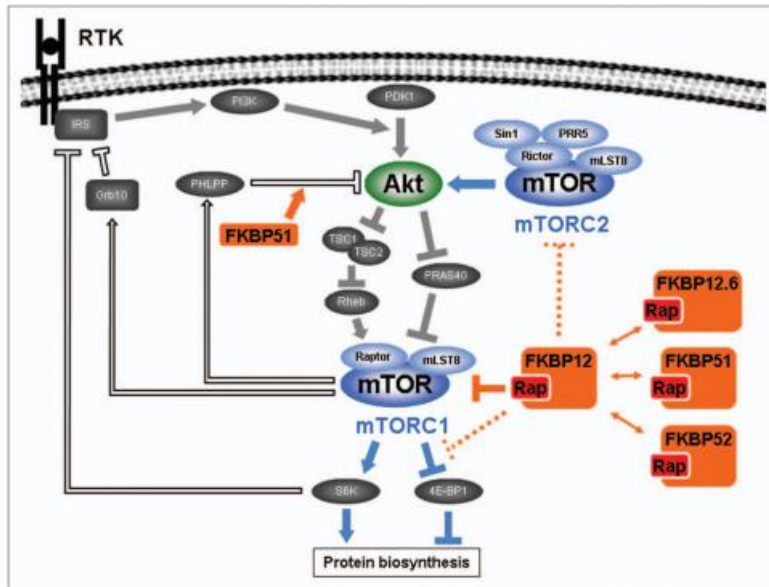 RTK
IRS
PI3K
PDK1
Sin1
PRR5
Rictor
mLST8
mTOR
mTORC2
Grb10
PHLPP
Akt
FKBP51
TSC1
TSC2
PRAS40
Rheb
FKBP12.6
Rap
FKBP12
Rap
FKBP51
Rap
FKBP52
Rap
Raptor
mLST8
mTOR
mTORC1
S6K
4E-BP1
Protein biosynthesis